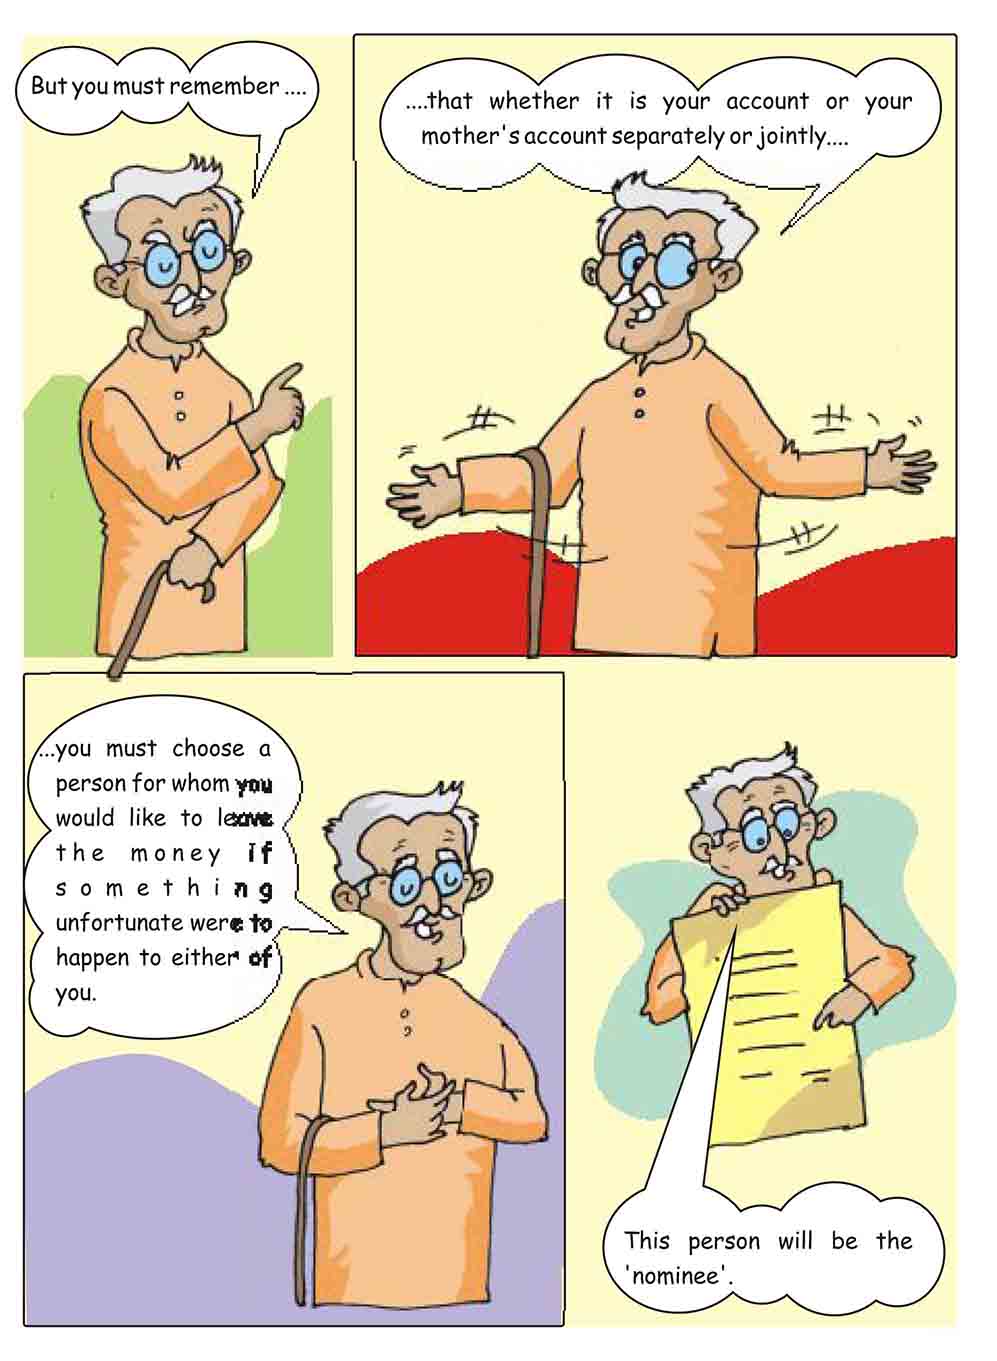 But you must remember ....
....that whether it is your account or your
mother's account separately or jointly....
...you must choose a
person for whom you
would like to leave
the money if
something
unfortunate were to
happen to either of
you.
This person will be the
'nominee'.